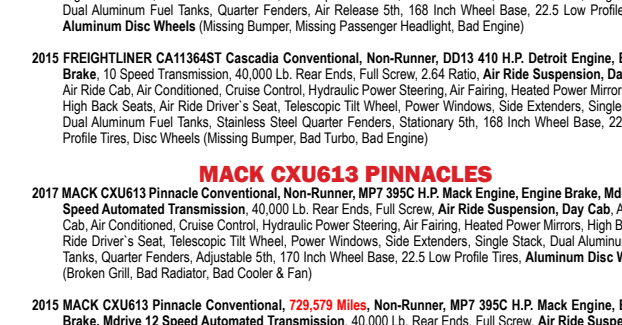 Dual Aluminum Fuel Tanks, Quarter Fenders, Air Release 5th, 168 Inch Wheel Base, 22.5 Low Profile
Aluminum Disc Wheels (Missing Bumper, Missing Passenger Headlight, Bad Engine)
2015 FREIGHTLINER CA11364ST Cascadia Conventional, Non-Runner, DD13 410 H.P. Detroit Engine, E
Brake, 10 Speed Transmission, 40,000 Lb. Rear Ends, Full Screw, 2.64 Ratio, Air Ride Suspension, Da
Air Ride Cab, Air Conditioned, Cruise Control, Hydraulic Power Steering, Air Fairing, Heated Power Mirror
High Back Seats, Air Ride Driver`s Seat, Telescopic Tilt Wheel, Power Windows, Side Extenders, Single
Dual Aluminum Fuel Tanks, Stainless Steel Quarter Fenders, Stationary 5th, 168 Inch Wheel Base, 22
Profile Tires, Disc Wheels (Missing Bumper, Bad Turbo, Bad Engine)
MACK CXU613 PINNACLES
2017 MACK CXU613 Pinnacle Conventional, Non-Runner, MP7 395C H.P. Mack Engine, Engine Brake, Md
Speed Automated Transmission, 40,000 Lb. Rear Ends, Full Screw, Air Ride Suspension, Day Cab, A
Cab, Air Conditioned, Cruise Control, Hydraulic Power Steering, Air Fairing, Heated Power Mirrors, High B
Ride Driver`s Seat, Telescopic Tilt Wheel, Power Windows, Side Extenders, Single Stack, Dual Aluminu
Tanks, Quarter Fenders, Adjustable 5th, 170 Inch Wheel Base, 22.5 Low Profile Tires, Aluminum Disc W
(Broken Grill, Bad Radiator, Bad Cooler & Fan)
2015 MACK CXU613 Pinnacle Conventional, 729,579 Miles, Non-Runner, MP7 395C H.P. Mack Engine, E
Brake, Mdrive 12 Speed Automated Transmission, 40,000 Lb. Rear Ends, Full Screw, Air Ride Suspe